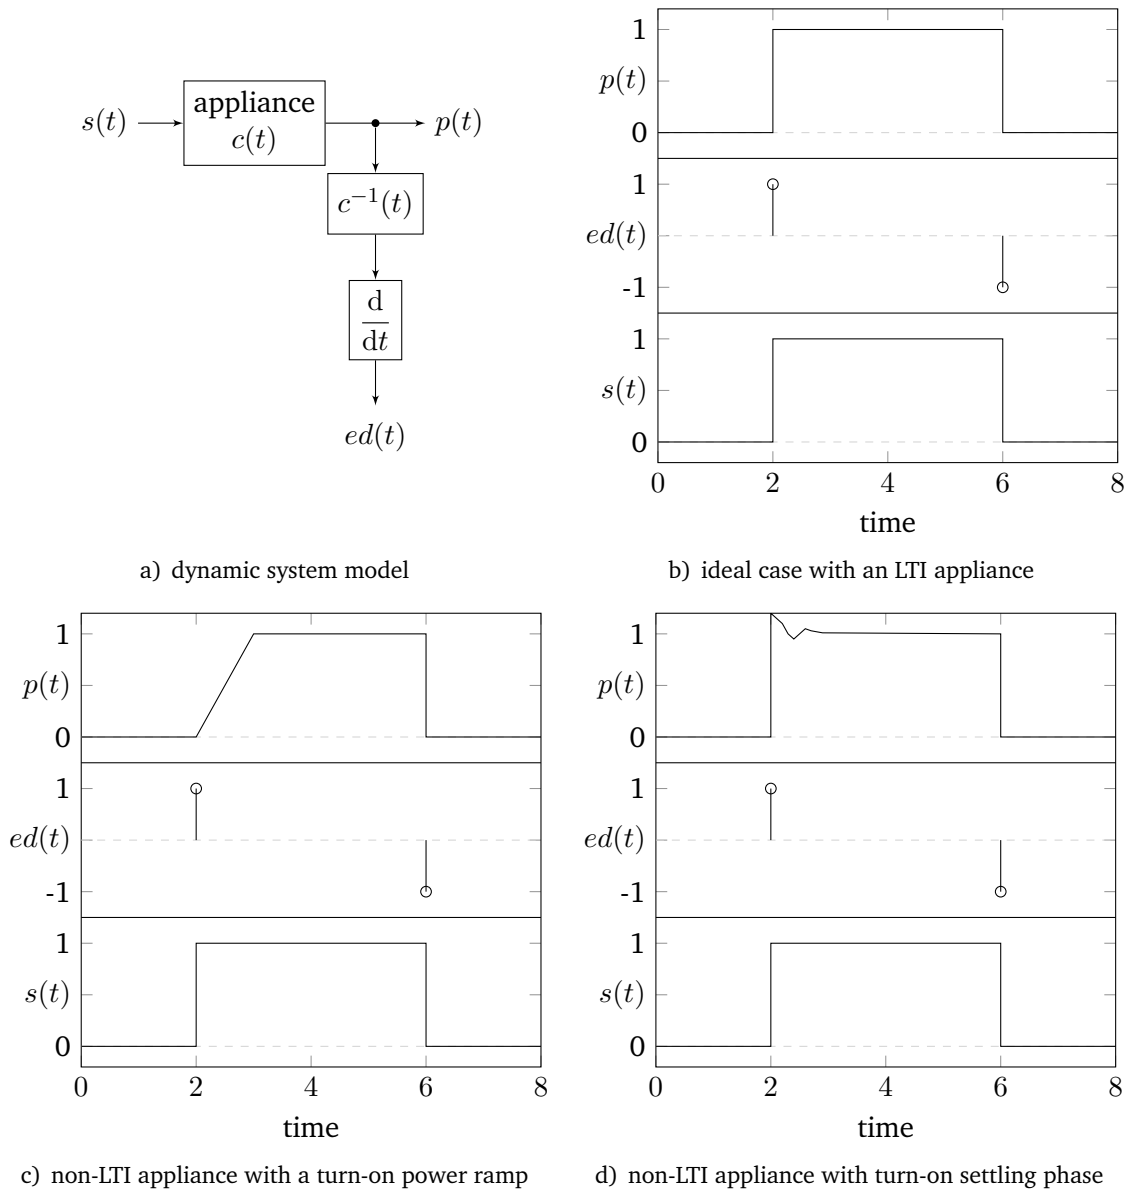 appliance
s(t) c(t) p(t)
c⁻¹(t)
d
dt
ed(t)
a) dynamic system model
1
p(t)
0
1
ed(t)
-1
1
s(t)
0
0 2 4 6 8
time
b) ideal case with an LTI appliance
1
p(t)
0
1
ed(t)
-1
1
s(t)
0
0 2 4 6 8
time
c) non-LTI appliance with a turn-on power ramp
1
p(t)
0
1
ed(t)
-1
1
s(t)
0
0 2 4 6 8
time
d) non-LTI appliance with turn-on settling phase